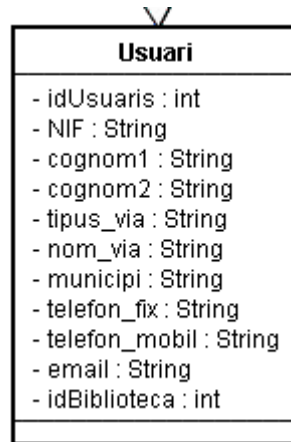 Usuari
- idUsuaris : int
- NIF : String
- cognom1 : String
- cognom2 : String
- tipus_via : String
- nom_via : String
- municipi : String
- telefon_fix : String
- telefon_mobil : String
- email : String
- idBiblioteca : int